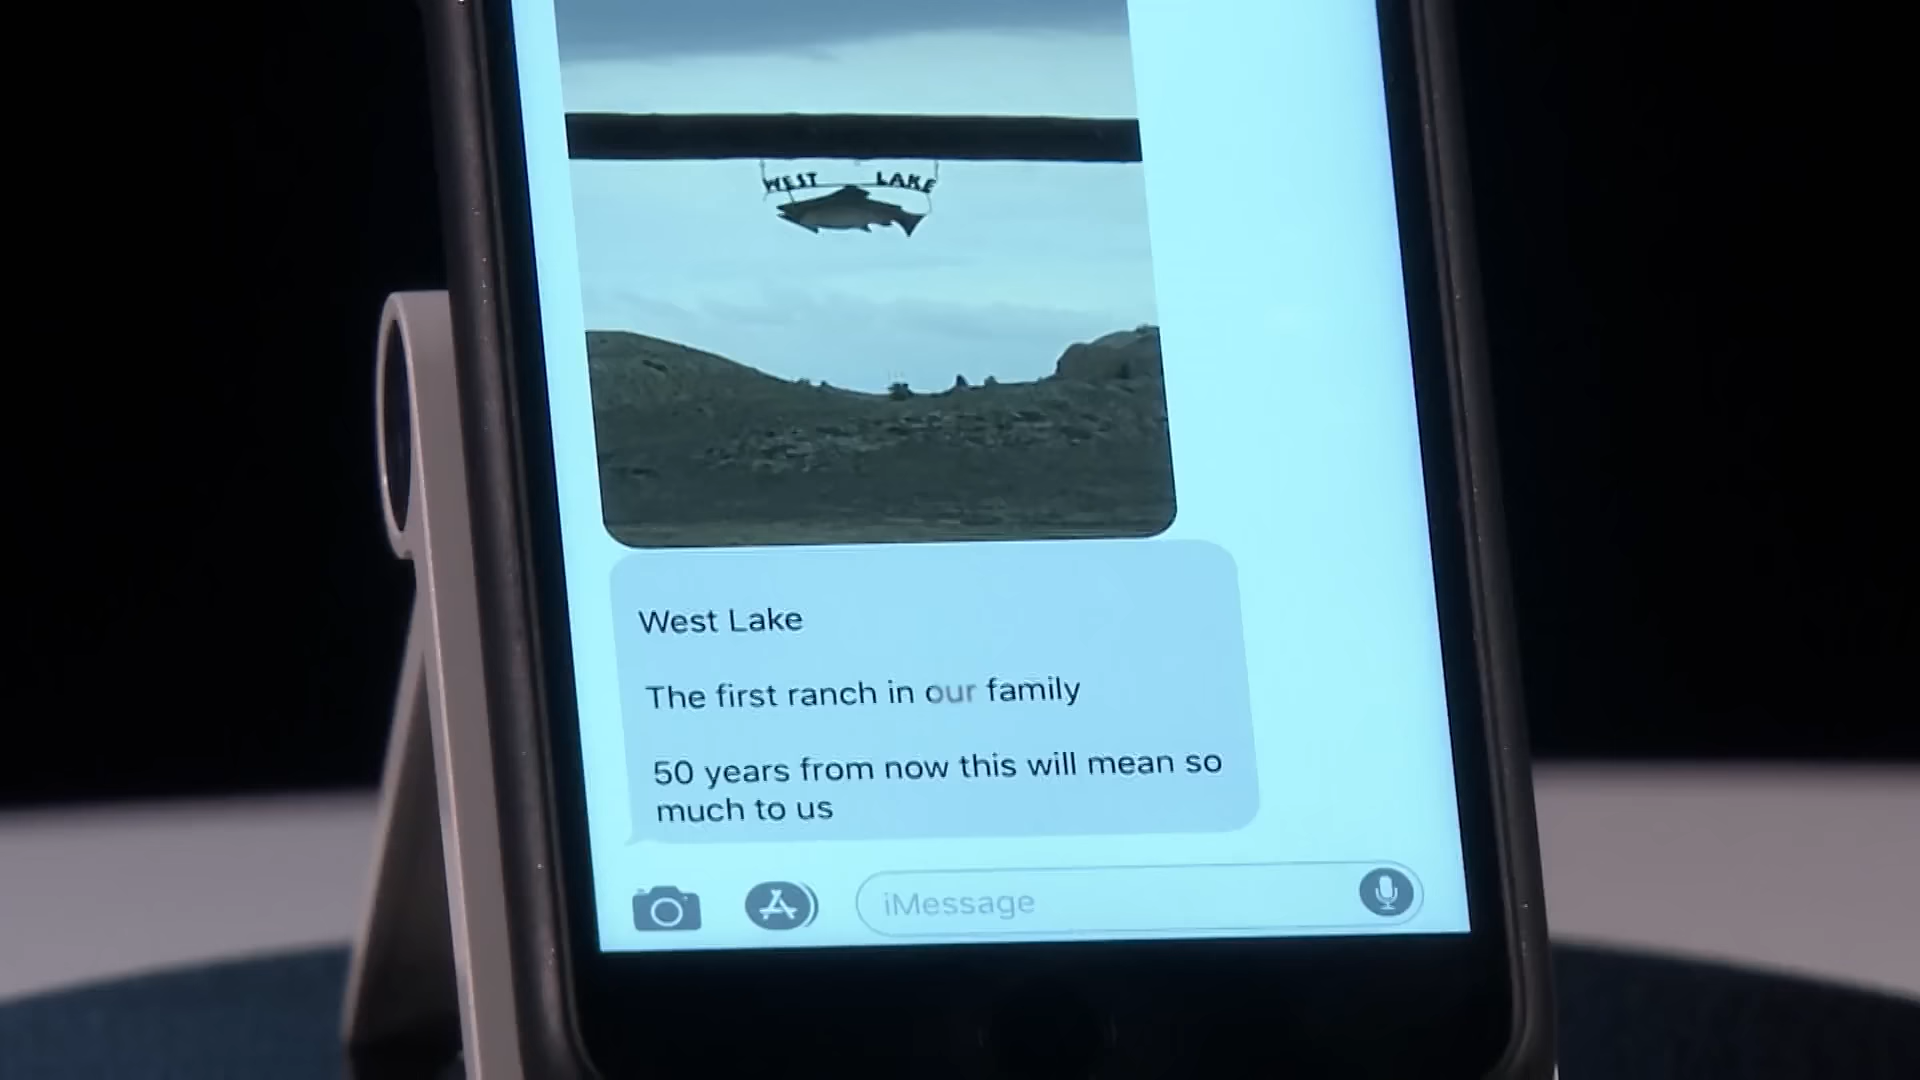 WEST LAKE
West Lake
The first ranch in our family
50 years from now this will mean so
much to us
iMessage